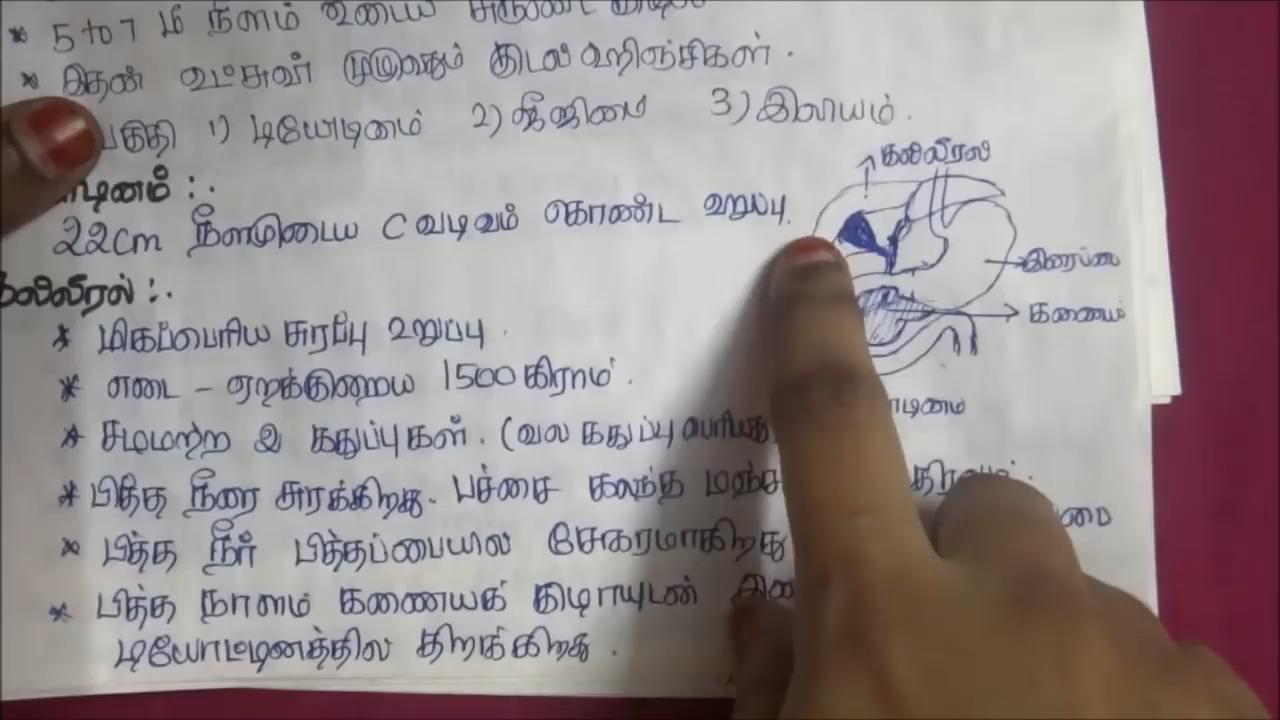 * 5 to 7 மீ நீளம் உடைய சுருண்ட
* இதன் உட்சுவர் முழுவதும் குடல் உறிஞ்சிகள்.
பகுதி 1) டியோடினம் 2) ஜீஜினம் 3) இலியம்.
டினம் :.
22cm நீளமுடைய C வடிவம் கொண்ட உறுப்பு.
கல்லீரல்
இரைப்பை
கணையம்
கல்லீரல் :.
* மிகப்பெரிய சுரப்பு உறுப்பு.
* எடை - ஏறக்குறைய 1500 கிராம்.
* சமமற்ற 2 கதுப்புகள். (வல கதுப்பு பெரியது
* பித்த நீரை சுரக்கிறது. பச்சை கலந்த மஞ்ச திரவம்.
* பித்த நீர் பித்தப்பையில் சேகரமாகிறது
* பித்த நாளம் கணையக் குழாயுடன் இ
டியோட்டினத்தில் திறக்கிறது.